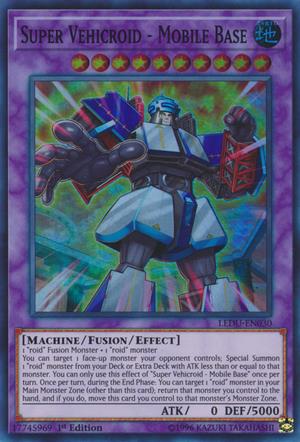 SUPER VEHICROID - MOBILE BASE
地
LEDU-EN030
[MACHINE/FUSION/EFFECT]
1 "roid" Fusion Monster + 1 "roid" monster
You can target 1 face-up monster your opponent controls; Special Summon
1 "roid" monster from your Deck or Extra Deck with ATK less than or equal to that
monster. You can only use this effect of "Super Vehicroid - Mobile Base" once per
turn. Once per turn, during the End Phase: You can target 1 "roid" monster in your
Main Monster Zone (other than this card); return that monster you control to the
hand, and if you do, move this card you control to that monster's Monster Zone.
ATK/ 0 DEF/5000
17745969 1st Edition ©1996 KAZUKI TAKAHASHI